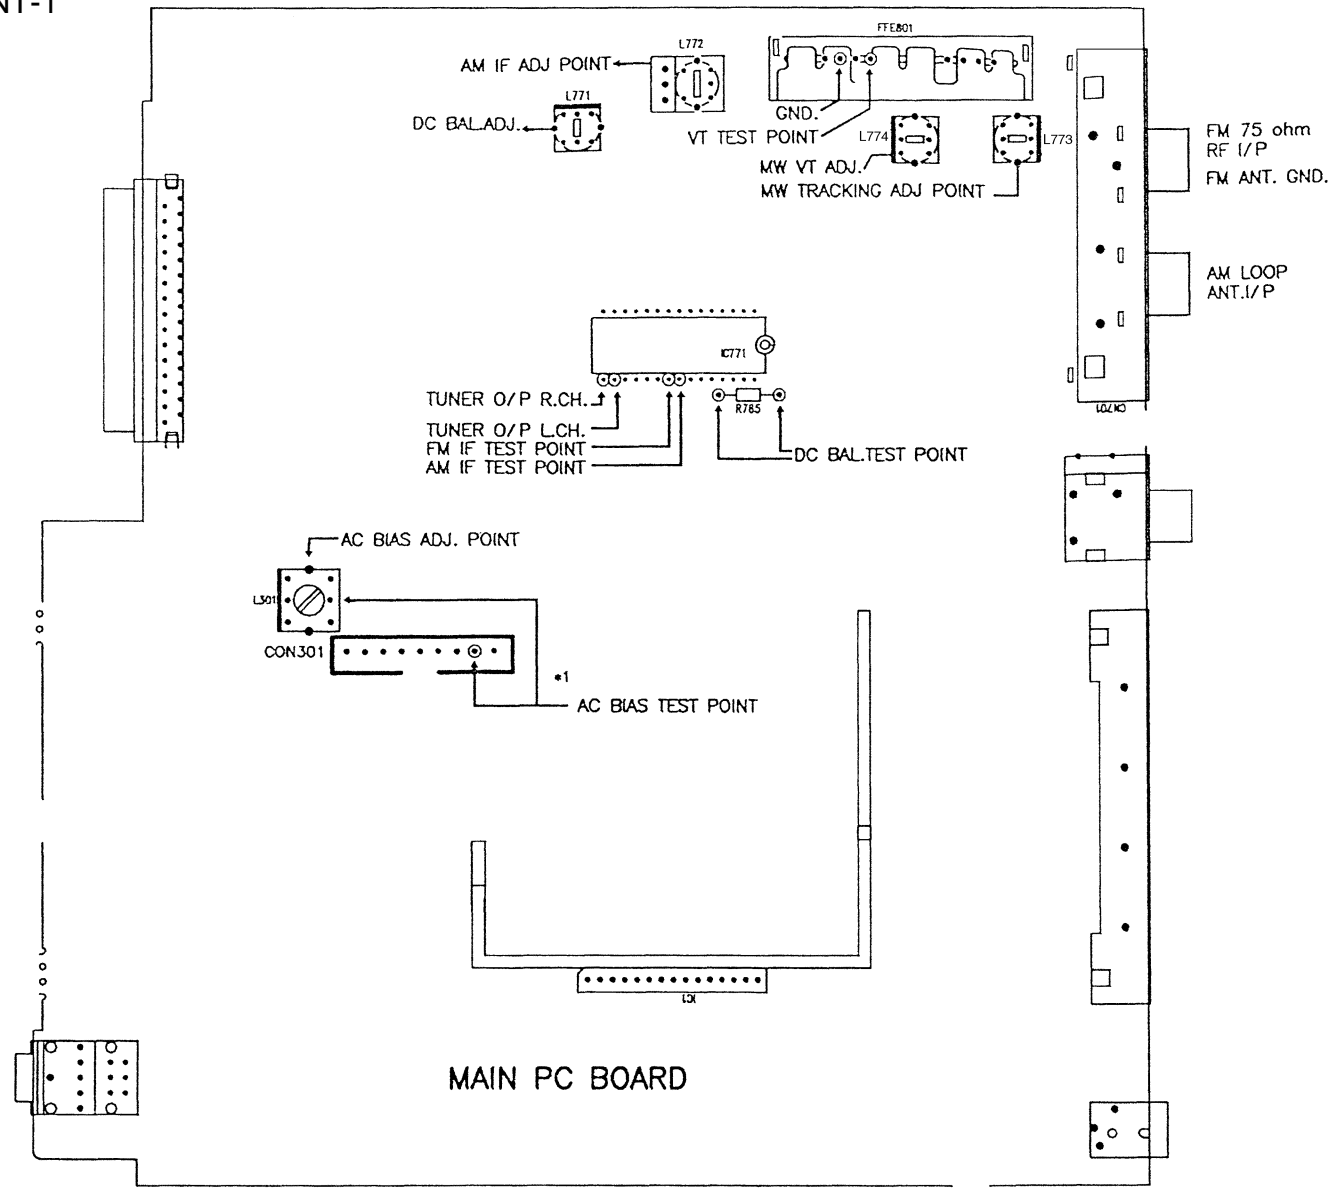 NT-1
FFE801
L772
AM IF ADJ POINT
L771
DC BAL.ADJ.
GND.
VT TEST POINT
L774
L773
MW VT ADJ.
MW TRACKING ADJ POINT
FM 75 ohm
RF I/P
FM ANT. GND.
AM LOOP
ANT.I/P
IC771
TUNER O/P R.CH.
R785
CN701
TUNER O/P L.CH.
FM IF TEST POINT
AM IF TEST POINT
DC BAL.TEST POINT
AC BIAS ADJ. POINT
L301
CON301
*1
AC BIAS TEST POINT
IC1
MAIN PC BOARD